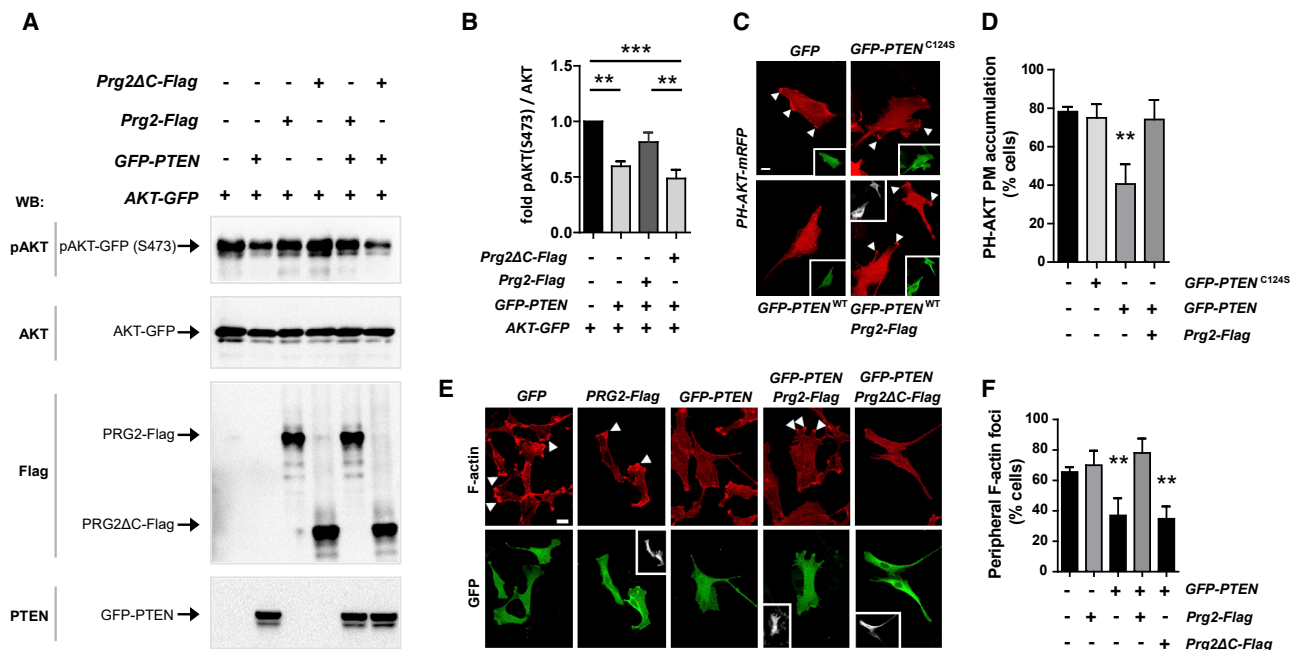 A
Prg2ΔC-Flag - - - + - +
Prg2-Flag - - + - + -
GFP-PTEN - + - - + +
AKT-GFP + + + + + +
WB:
pAKT
pAKT-GFP (S473)
AKT
AKT-GFP
Flag
PRG2-Flag
PRG2ΔC-Flag
PTEN
GFP-PTEN
B
***
** **
fold pAKT(S473) / AKT
1.5
1.0
0.5
0.0
Prg2ΔC-Flag - - - +
Prg2-Flag - - + -
GFP-PTEN - + + +
AKT-GFP + + + +
C
GFP
GFP-PTEN C124S
PH-AKT-mRFP
GFP-PTEN WT
GFP-PTEN WT
Prg2-Flag
D
PH-AKT PM accumulation
(% cells)
100
80
60
40
20
0
**
- + - - GFP-PTEN C124S
- - + + GFP-PTEN
- - - + Prg2-Flag
E
GFP
PRG2-Flag
GFP-PTEN
GFP-PTEN
Prg2-Flag
GFP-PTEN
Prg2ΔC-Flag
F-actin
GFP
F
Peripheral F-actin foci
(% cells)
100
80
60
40
20
0
**
**
- - + + + GFP-PTEN
- + - + - Prg2-Flag
- - - - + Prg2ΔC-Flag